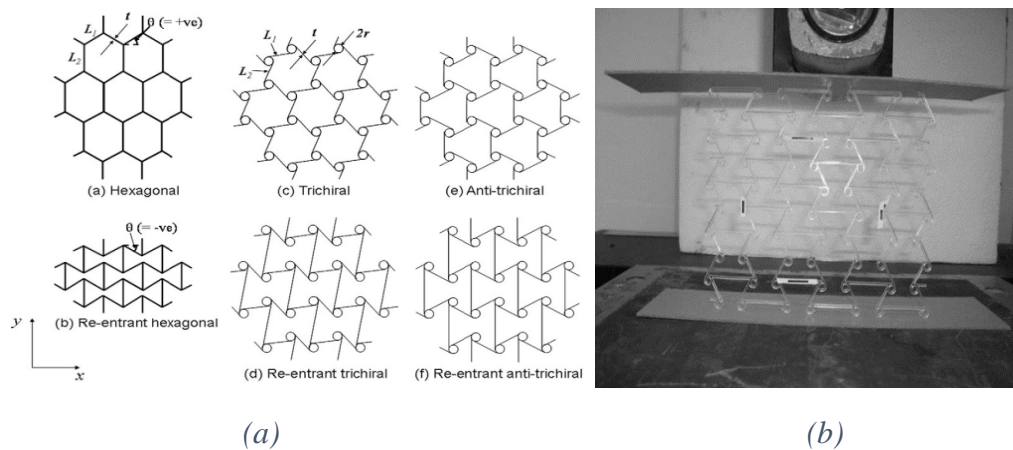 L1 t θ (= +ve)
L2
(a) Hexagonal
L1 t 2r
L2
(c) Trichiral
(e) Anti-trichiral
θ (= -ve)
(b) Re-entrant hexagonal
y
x
(d) Re-entrant trichiral
(f) Re-entrant anti-trichiral
(a)
(b)